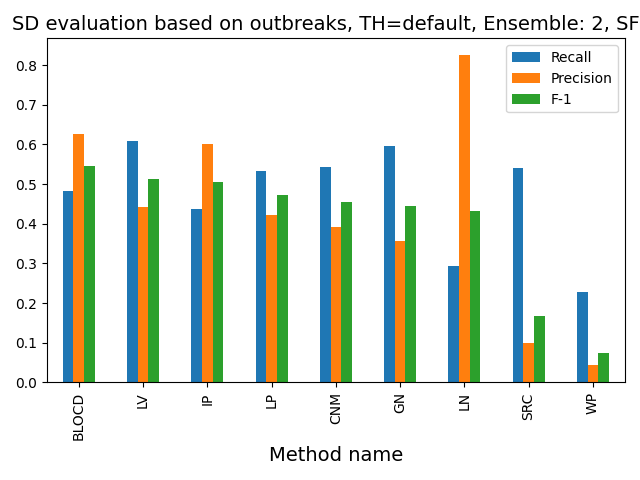 SD evaluation based on outbreaks, TH=default, Ensemble: 2, SF
Recall
Precision
F-1
0.8
0.7
0.6
0.5
0.4
0.3
0.2
0.1
0.0
BLOCD
LV
IP
LP
CNM
GN
LN
SRC
WP
Method name